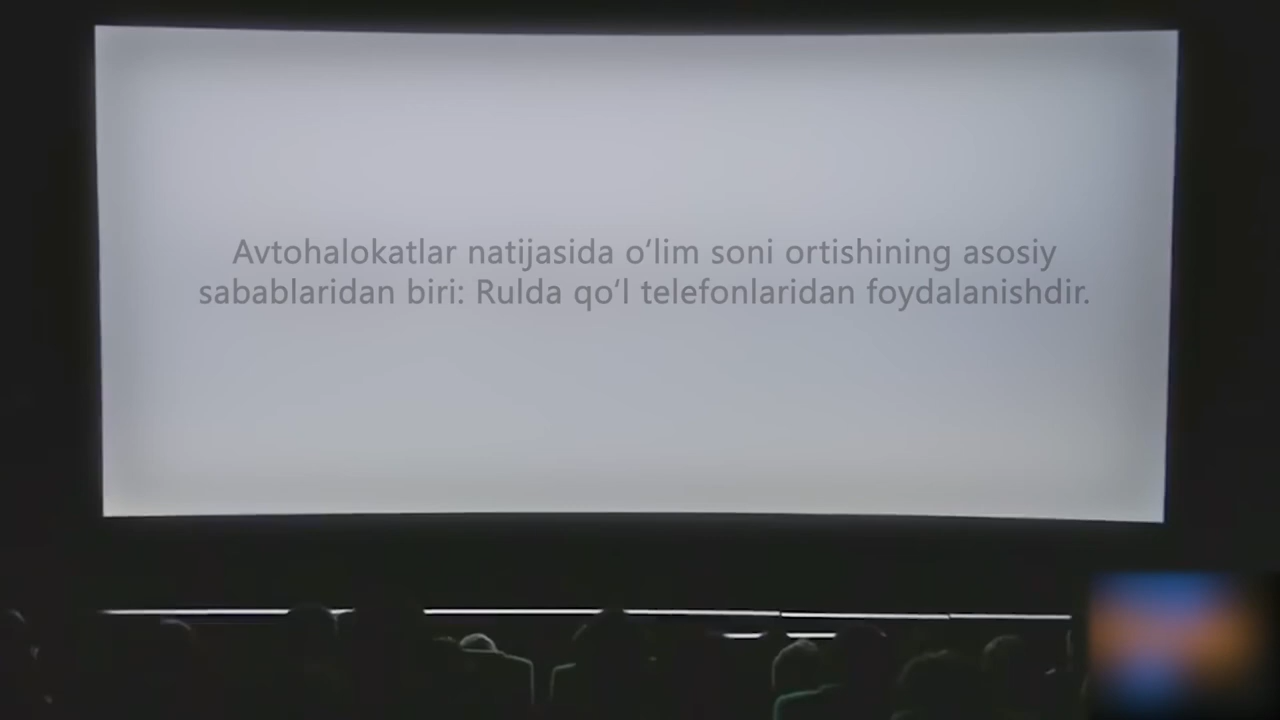 Avtohalokatlar natijasida o‘lim soni ortishining asosiy
sabablaridan biri: Rulda qo‘l telefonlaridan foydalanishdir.